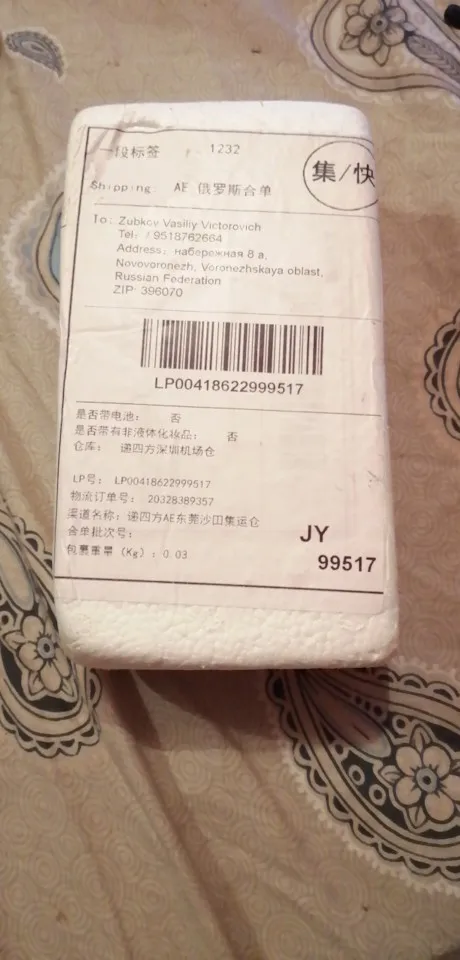 一段标签 1232
集/快
Shipping: AE 俄罗斯合单
To: Zubkov Vasiliy Victorovich
Tel: 9518762664
Address: набережная 8 а,
Novovoronezh, Voronezhskaya oblast,
Russian Federation
ZIP: 396070
LP00418622999517
是否带电池: 否
是否带有非液体化妆品: 否
仓库: 递四方深圳机场仓
LP号: LP00418622999517
物流订单号: 20328389357
渠道名称: 递四方AE东莞沙田集运仓
合单批次号:
JY
包裹重量 (Kg) : 0.03
99517